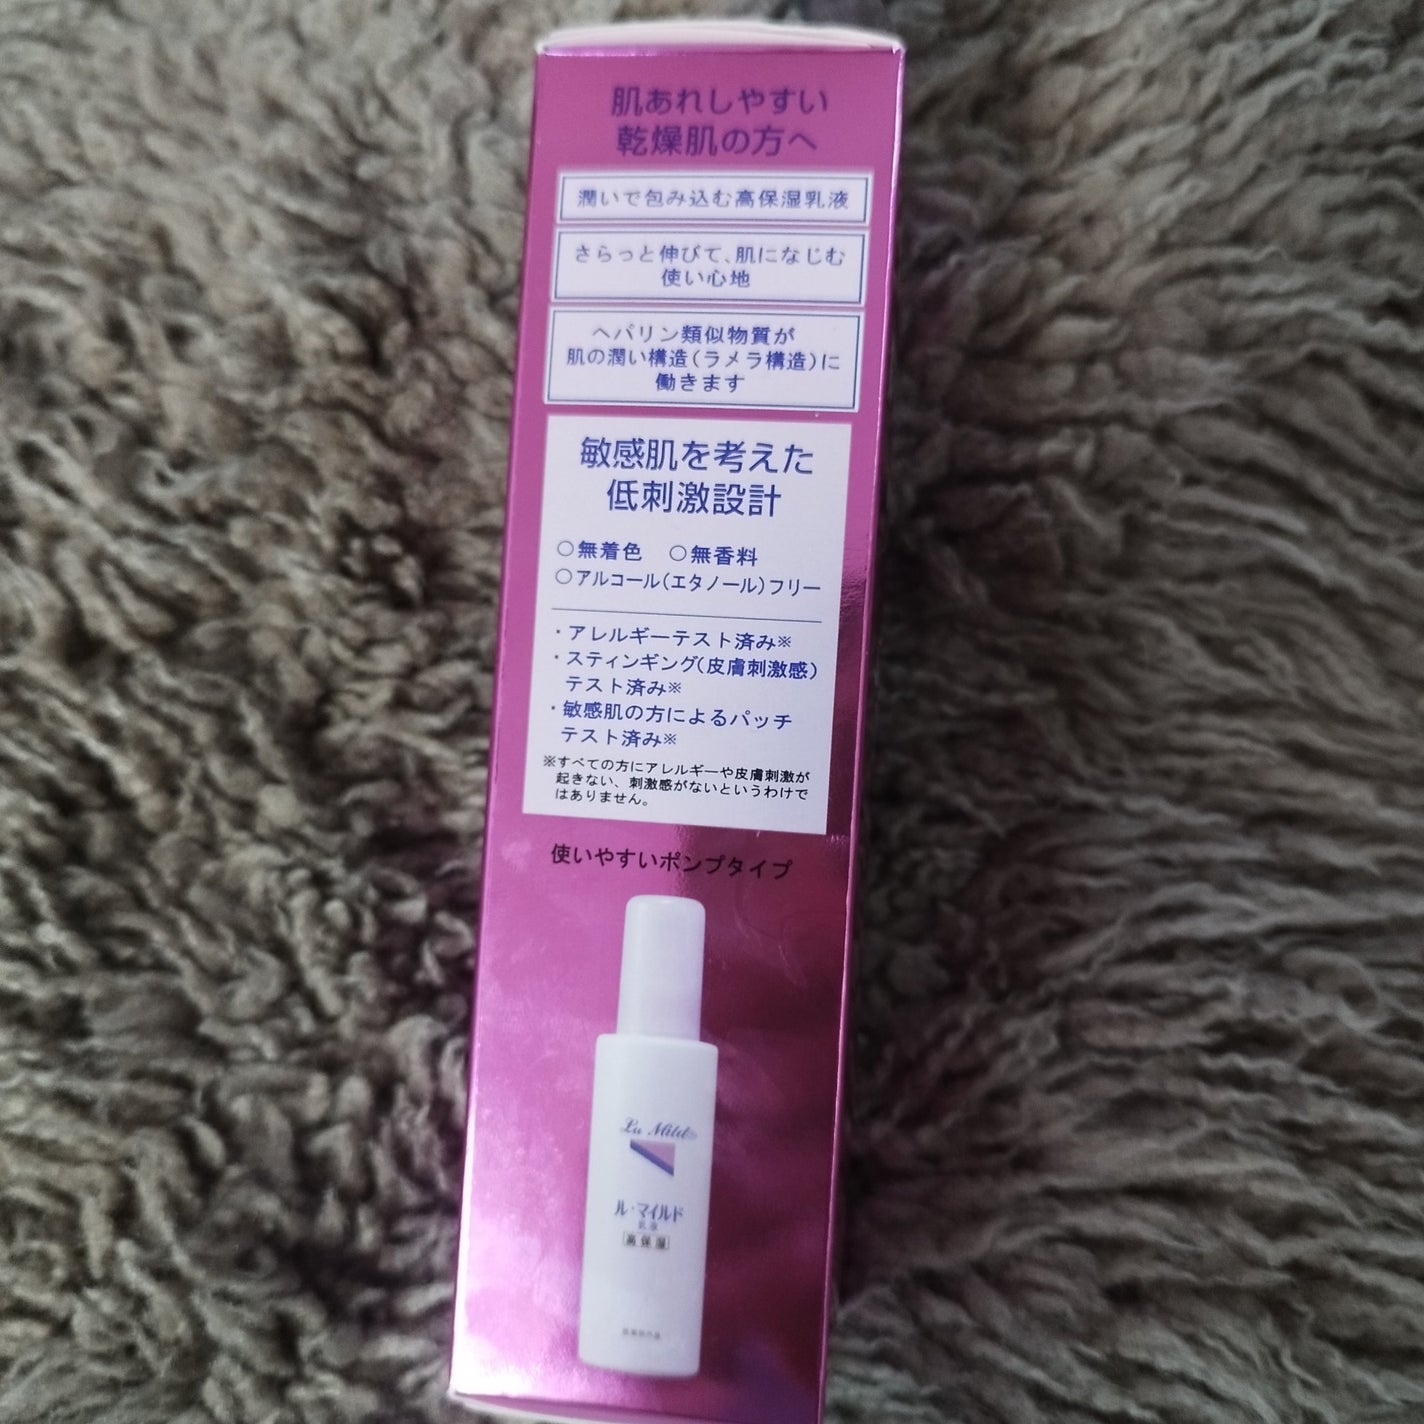 肌あれしやすい
乾燥肌の方へ
潤いで包み込む高保湿乳液
さらっと伸びて、肌になじむ
使い心地
ヘパリン類似物質が
肌の潤い構造(ラメラ構造)に
働きます
敏感肌を考えた
低刺激設計
○無着色 ○無香料
○アルコール(エタノール)フリー
・アレルギーテスト済み※
・スティンギング(皮膚刺激感)
テスト済み※
・敏感肌の方によるパッチ
テスト済み※
※すべての方にアレルギーや皮膚刺激が
起きない、刺激感がないというわけで
はありません。
使いやすいポンプタイプ
Lu Mild
ル・マイルド
乳液
高保湿